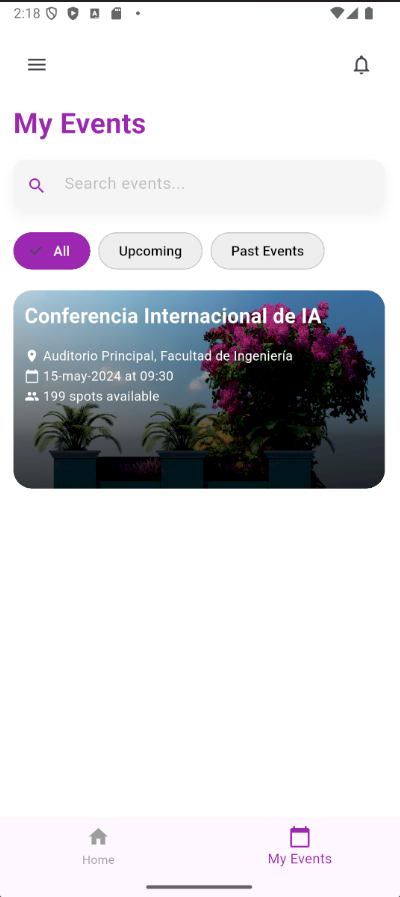 2:18
My Events
Search events...
All
Upcoming
Past Events
Conferencia Internacional de IA
Auditorio Principal, Facultad de Ingeniería
15-may-2024 at 09:30
199 spots available
Home
My Events